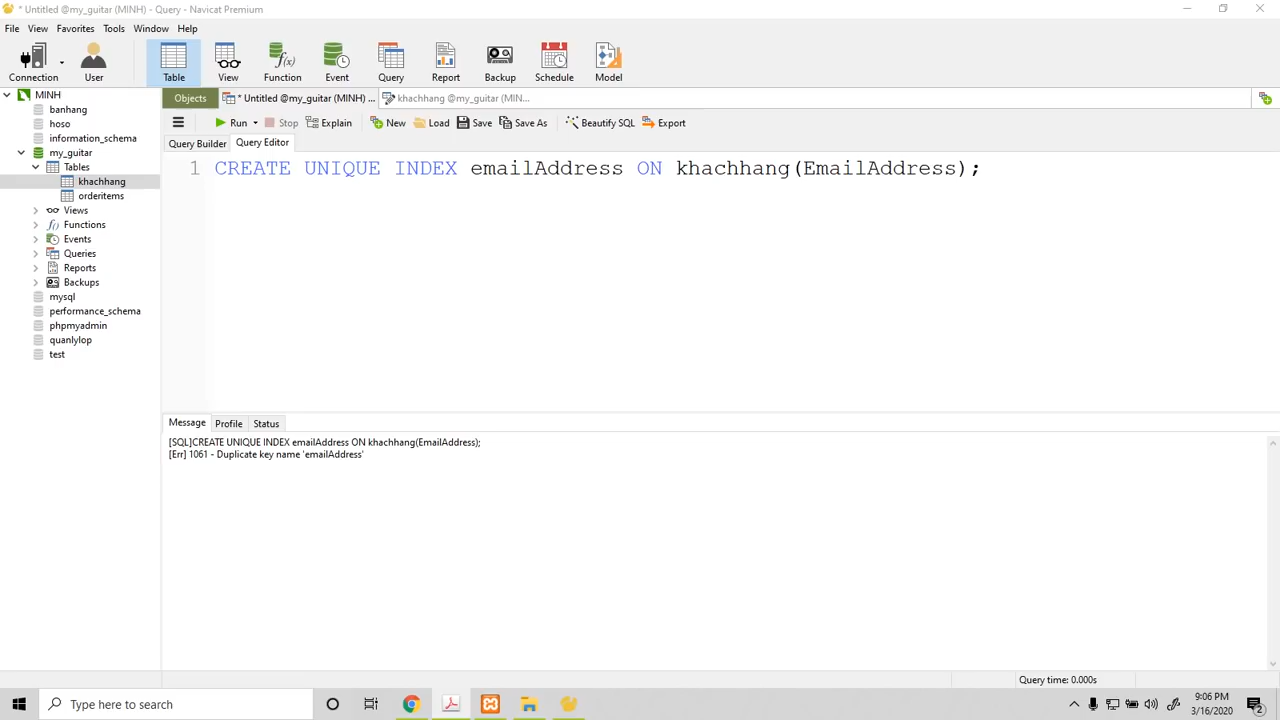 * Untitled @my_guitar (MINH) - Query - Navicat Premium
File View Favorites Tools Window Help
Connection User Table View Function Event Query Report Backup Schedule Model
MINH
banhang
hoso
information_schema
my_guitar
Tables
khachhang
orderitems
Views
Functions
Events
Queries
Reports
Backups
mysql
performance_schema
phpmyadmin
quanlylop
test
Objects * Untitled @my_guitar (MINH) ... khachhang @my_guitar (MIN...
Run Stop Explain New Load Save Save As Beautify SQL Export
Query Builder Query Editor
1 CREATE UNIQUE INDEX emailAddress ON khachhang(EmailAddress);
Message Profile Status
[SQL]CREATE UNIQUE INDEX emailAddress ON khachhang(EmailAddress);
[Err] 1061 - Duplicate key name 'emailAddress'
Query time: 0.000s
Type here to search
9:06 PM
3/16/2020
2